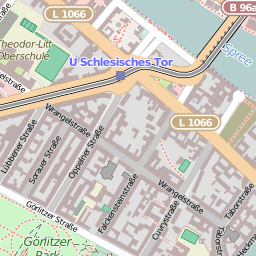 L 1066
B 96a
Theodor-Litt
Oberschule
Spree
U Schlesisches Tor
L 1066
Wrangelstraße
Lübbener Straße
Sorauer Straße
Oppelner Straße
Falckensteinstraße
Wrangelstraße
Cuvrystraße
Taborstraße
Taborstr
Görlitzer Straße
Görlitzer
Park